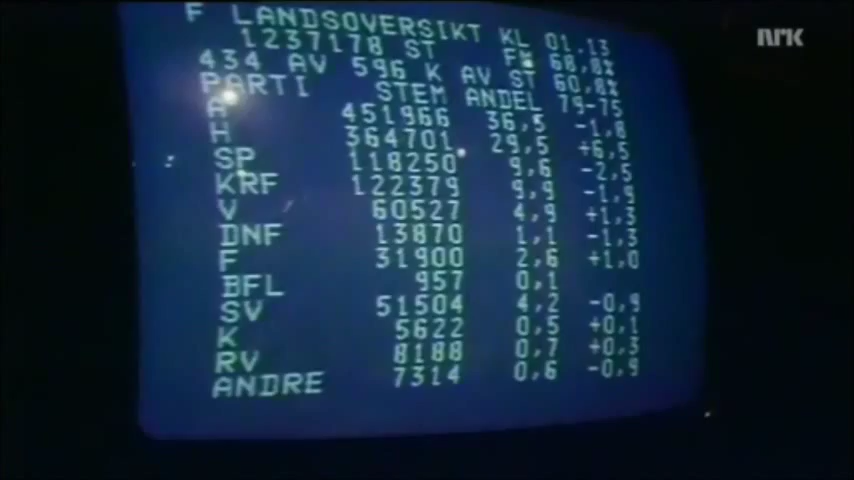 F LANDSOVERSIKT KL 01.13
1237178 ST F% 68,8%
434 AV 596 K AV ST 60,8%
PARTI STEM ANDEL 79-75
A 451966 36,5 -1,8
H 364701 29,5 +6,5
SP 118250 9,6 -2,5
KRF 122379 9,9 -1,9
V 60527 4,9 +1,3
DNF 13870 1,1 -1,3
F 31900 2,6 +1,0
BFL 957 0,1
SV 51504 4,2 -0,9
K 5622 0,5 +0,1
RV 8188 0,7 +0,3
ANDRE 7314 0,6 -0,9
NRK